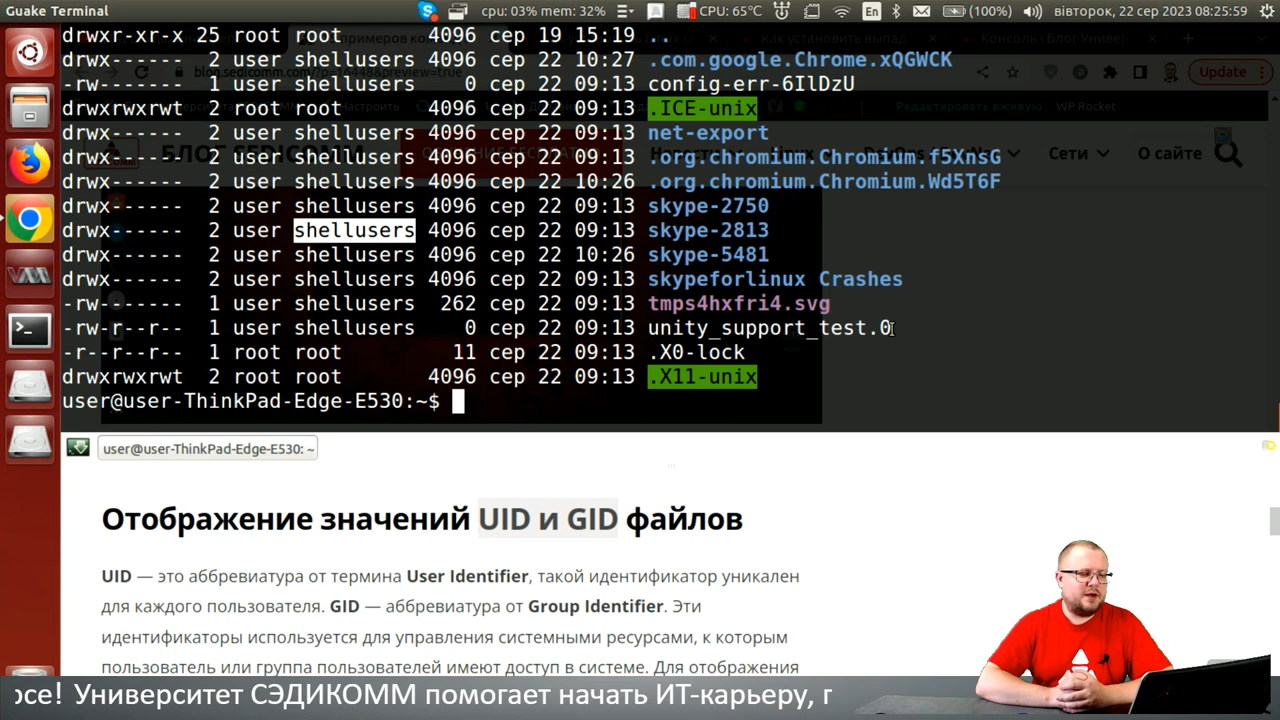 Guake Terminal
cpu: 03% mem: 32%
CPU: 65℃
En
(100%)
вівторок, 22 сер 2023 08:25:59
drwxr-xr-x 25 root root 4096 сер 19 15:19 ..
drwx------ 2 user shellusers 4096 сер 22 10:27 .com.google.Chrome.xQGWCK
-rw------- 1 user shellusers 0 сер 22 09:13 config-err-6IlDzU
drwxrwxrwt 2 root root 4096 сер 22 09:13 .ICE-unix
drwx------ 2 user shellusers 4096 сер 22 09:13 net-export
drwx------ 2 user shellusers 4096 сер 22 09:13 .org.chromium.Chromium.f5XnsG
drwx------ 2 user shellusers 4096 сер 22 10:26 .org.chromium.Chromium.Wd5T6F
drwx------ 2 user shellusers 4096 сер 22 09:13 skype-2750
drwx------ 2 user shellusers 4096 сер 22 09:13 skype-2813
drwx------ 2 user shellusers 4096 сер 22 10:26 skype-5481
drwx------ 2 user shellusers 4096 сер 22 09:13 skypeforlinux Crashes
-rw------- 1 user shellusers 262 сер 22 09:13 tmps4hxfri4.svg
-rw-r----- 1 user shellusers 0 сер 22 09:13 unity_support_test.0
-r--r--r-- 1 root root 11 сер 22 09:13 .X0-lock
drwxrwxrwt 2 root root 4096 сер 22 09:13 .X11-unix
user@user-ThinkPad-Edge-E530:~$
Update
Редактировать вживую
WP Rocket
Сети
О сайте
user@user-ThinkPad-Edge-E530: ~
Отображение значений UID и GID файлов
UID — это аббревиатура от термина User Identifier, такой идентификатор уникален
для каждого пользователя. GID — аббревиатура от Group Identifier. Эти
идентификаторы используется для управления системными ресурсами, к которым
пользователь или группа пользователей имеют доступ в системе. Для отображения
рсе! Университет СЭДИКОММ помогает начать ИТ-карьеру, г